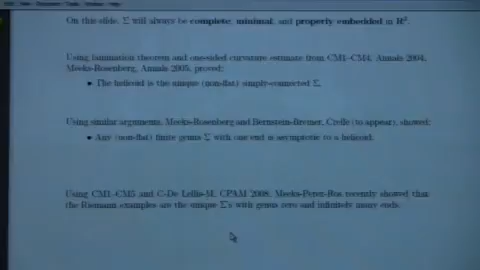 On this slide, Σ will always be complete, minimal, and properly embedded in R³.
Using lamination theorem and one-sided curvature estimate from CM1–CM4, Annals 2004,
Meeks-Rosenberg, Annals 2005, proved:
• The helicoid is the unique (non-flat) simply-connected Σ.
Using similar arguments, Meeks-Rosenberg and Bernstein-Breiner, Crelle (to appear), showed:
• Any (non-flat) finite genus Σ with one end is asymptotic to a helicoid.
Using CM1–CM5 and C-De Lellis-M, CPAM 2008, Meeks-Perez-Ros recently showed that
the Riemann examples are the unique Σ's with genus zero and infinitely many ends.